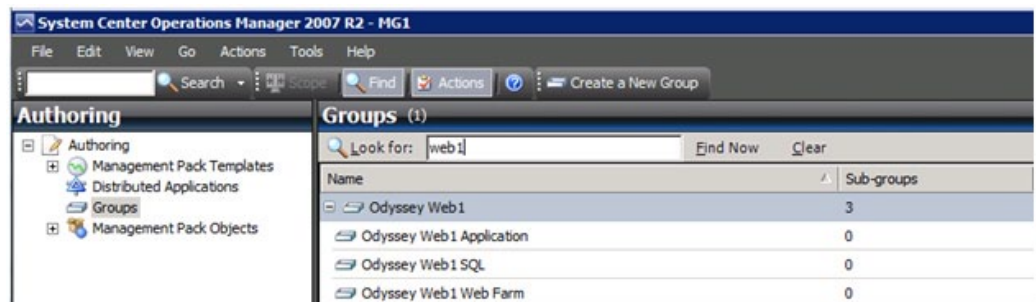 System Center Operations Manager 2007 R2 - MG1
File Edit View Go Actions Tools Help
Search Scope Find Actions Create a New Group
Authoring Groups (1)
Authoring
Look for: web1 Find Now Clear
Management Pack Templates
Name Sub-groups
Distributed Applications
Groups
Odyssey Web1 3
Management Pack Objects
Odyssey Web1 Application 0
Odyssey Web1 SQL 0
Odyssey Web1 Web Farm 0